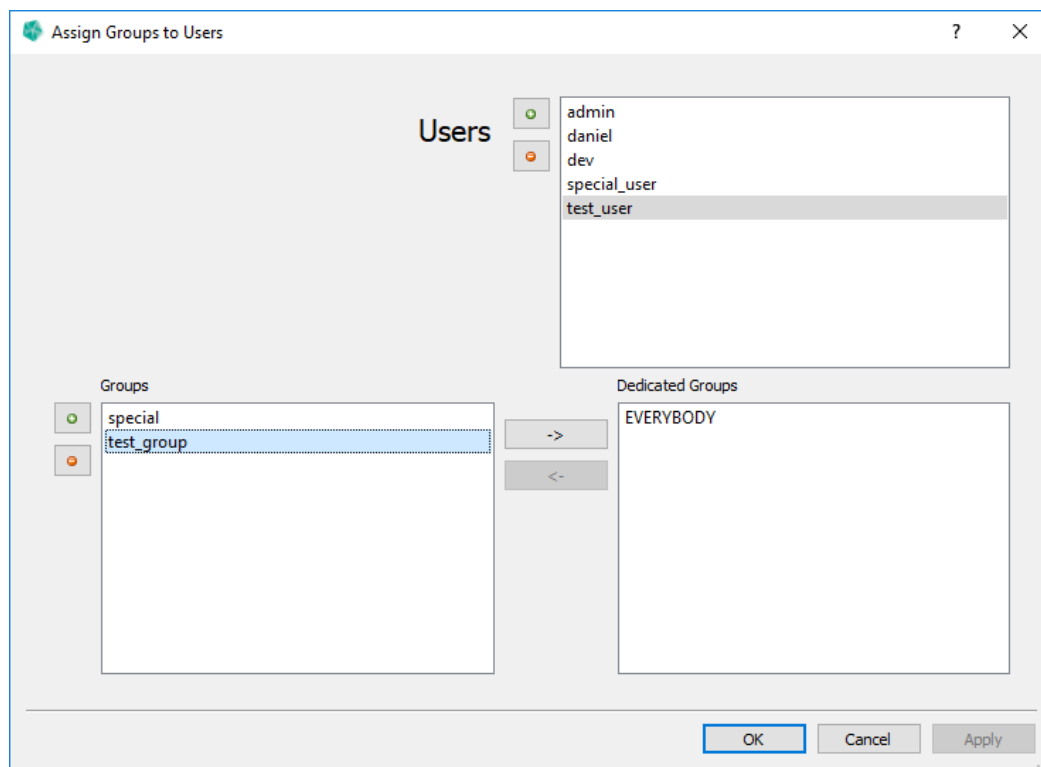 Assign Groups to Users
?
Users
admin
daniel
dev
special_user
test_user
Groups
special
test_group
->
<-
Dedicated Groups
EVERYBODY
OK
Cancel
Apply